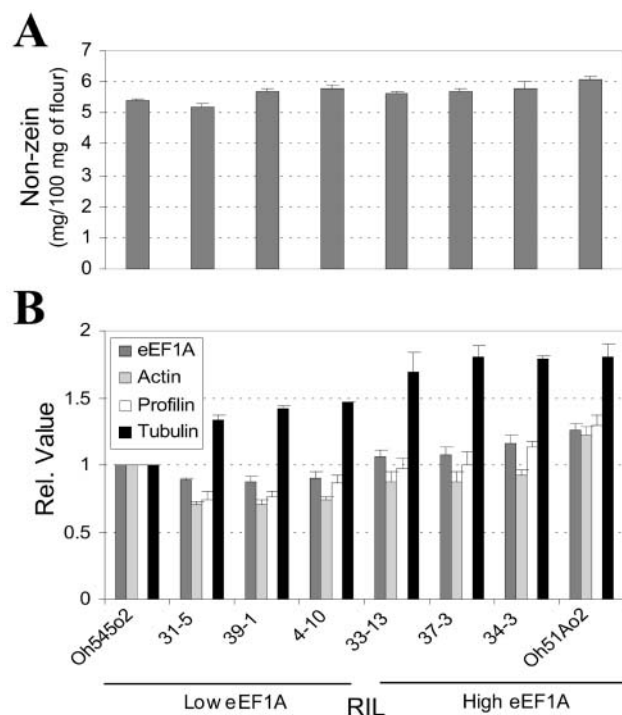 A
Non-zein
(mg/100 mg of flour)
7
6
5
4
3
2
1
0
B
Rel. Value
2
1.5
1
0.5
0
eEF1A
Actin
Profilin
Tubulin
Oh545o2
31-5
39-1
4-10
33-13
37-3
34-3
Oh51Ao2
Low eEF1A
RIL
High eEF1A